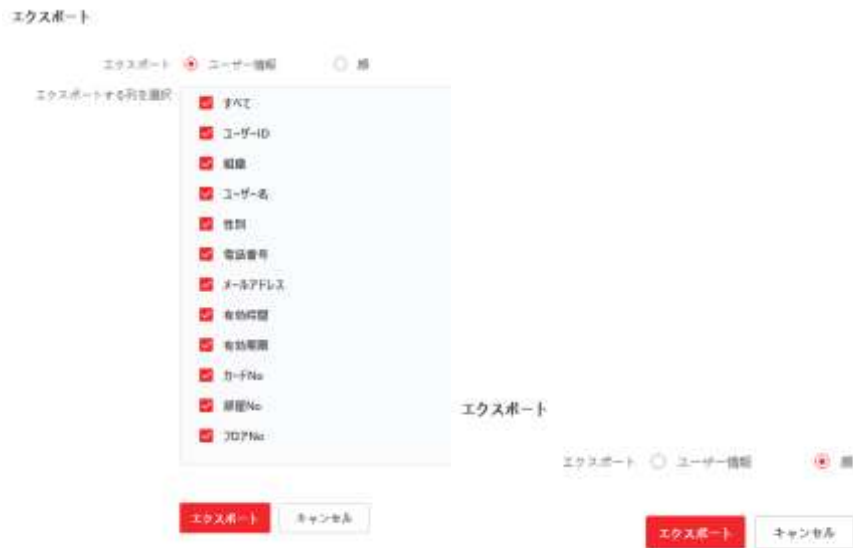 エクスポート
エクスポート ユーザー情報 顔
エクスポートする列を選択
すべて
ユーザーID
組織
ユーザー名
性別
電話番号
メールアドレス
有効時間
有効期限
カードNo
部屋No
フロアNo
エクスポート キャンセル
エクスポート
エクスポート ユーザー情報 顔
エクスポート キャンセル